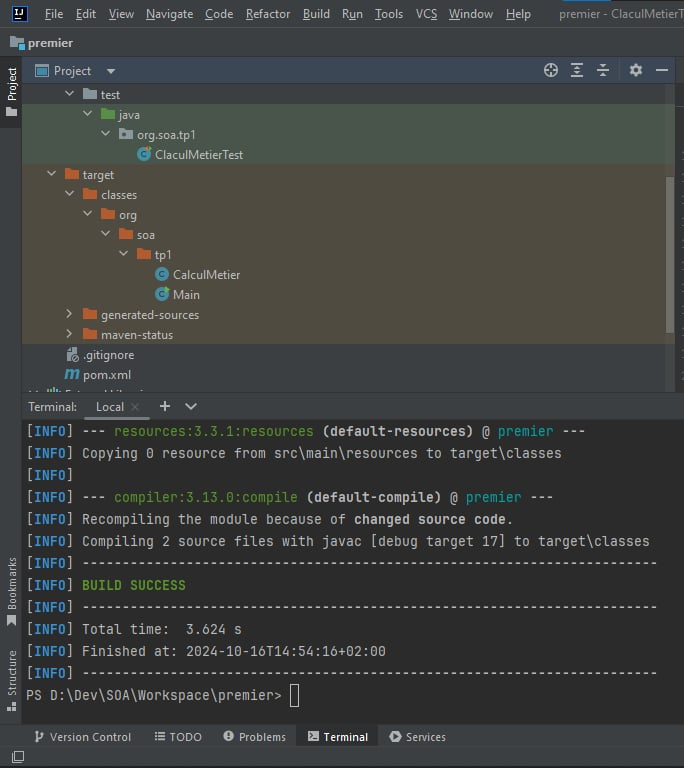 IJ File Edit View Navigate Code Refactor Build Run Tools VCS Window Help premier - ClaculMetierT
premier
Project
Project
test
java
org.soa.tp1
ClaculMetierTest
target
classes
org
soa
tp1
CalculMetier
Main
generated-sources
maven-status
.gitignore
pom.xml
Terminal: Local
[INFO] --- resources:3.3.1:resources (default-resources) @ premier ---
[INFO] Copying 0 resource from src\main\resources to target\classes
[INFO]
[INFO] --- compiler:3.13.0:compile (default-compile) @ premier ---
[INFO] Recompiling the module because of changed source code.
[INFO] Compiling 2 source files with javac [debug target 17] to target\classes
[INFO] ------------------------------------------------------------------------
[INFO] BUILD SUCCESS
[INFO] ------------------------------------------------------------------------
[INFO] Total time:  3.624 s
[INFO] Finished at: 2024-10-16T14:54:16+02:00
[INFO] ------------------------------------------------------------------------
PS D:\Dev\SOA\Workspace\premier>
Bookmarks
Structure
Version Control TODO Problems Terminal Services